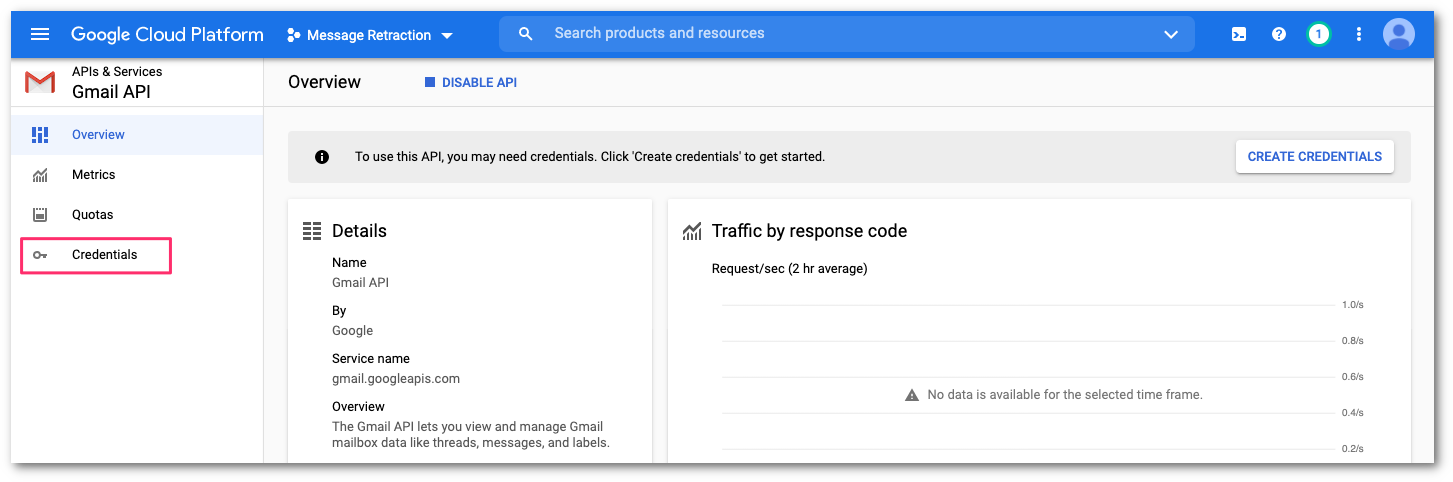 Google Cloud Platform
Message Retraction
Search products and resources
1
APIs & Services
Gmail API
Overview
DISABLE API
Overview
Metrics
Quotas
Credentials
To use this API, you may need credentials. Click 'Create credentials' to get started.
CREATE CREDENTIALS
Details
Name
Gmail API
By
Google
Service name
gmail.googleapis.com
Overview
The Gmail API lets you view and manage Gmail
mailbox data like threads, messages, and labels.
Traffic by response code
Request/sec (2 hr average)
1.0/s
0.8/s
0.6/s
No data is available for the selected time frame.
0.4/s
0.2/s